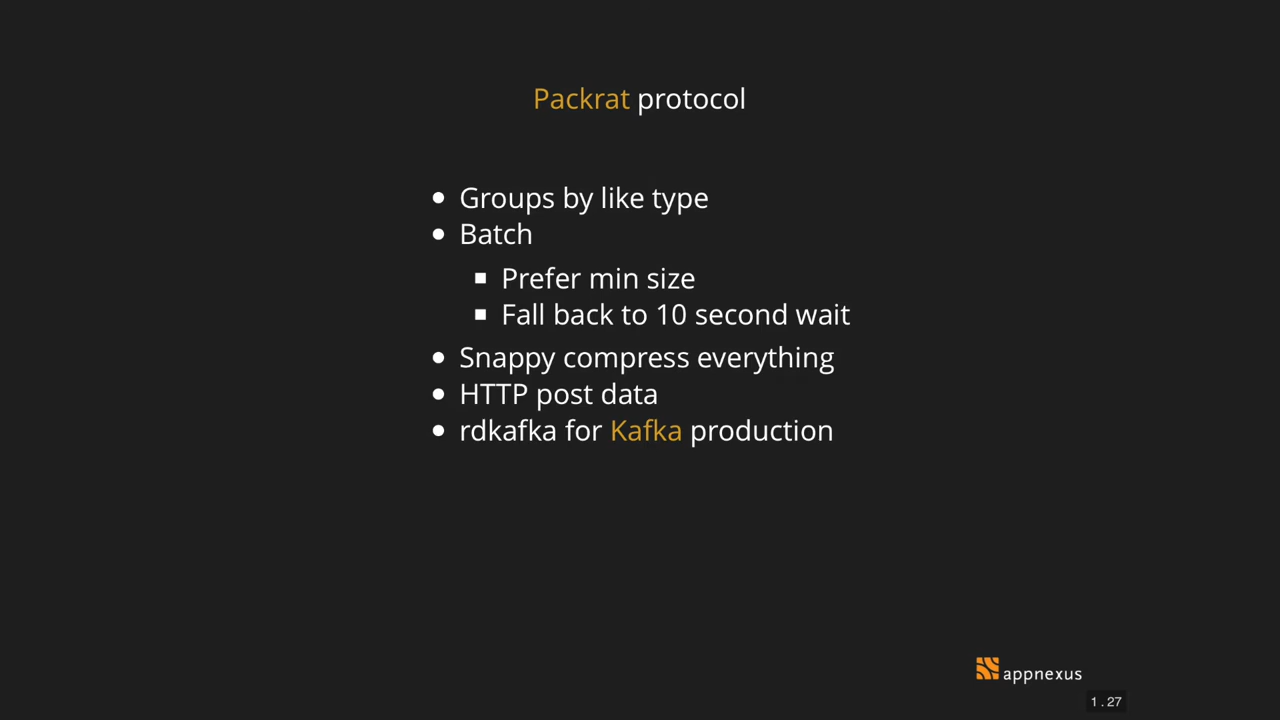 Packrat protocol
• Groups by like type
• Batch
▪ Prefer min size
▪ Fall back to 10 second wait
• Snappy compress everything
• HTTP post data
• rdkafka for Kafka production
appnexus
1 . 27